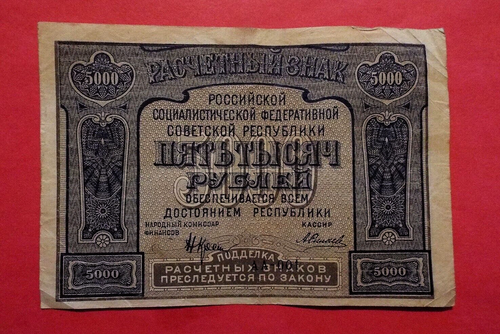 5000 РАСЧЕТНЫЙ ЗНАК 5000
РОССИЙСКОЙ
СОЦИАЛИСТИЧЕСКОЙ ФЕДЕРАТИВНОЙ
СОВЕТСКОЙ РЕСПУБЛИКИ
ПЯТЬ ТЫСЯЧ
РУБЛЕЙ
ОБЕСПЕЧИВАЕТСЯ ВСЕМ
ДОСТОЯНИЕМ РЕСПУБЛИКИ
НАРОДНЫЙ КОМИССАР
ФИНАНСОВ
КАССИР
ПОДДЕЛКА
5000 РАСЧЕТНЫХ ЗНАКОВ 5000
ПРЕСЛЕДУЕТСЯ ПО ЗАКОНУ